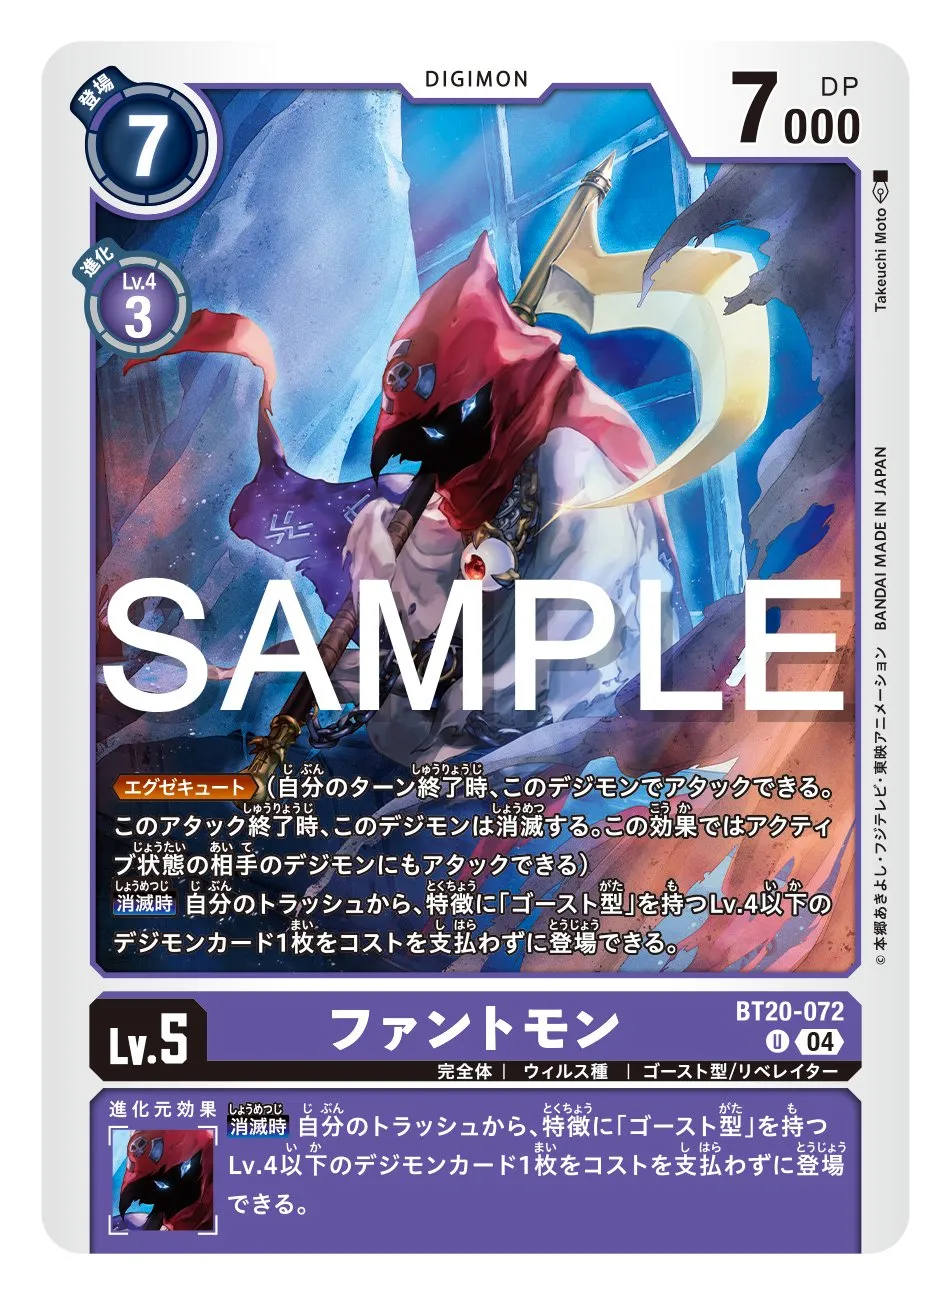 DIGIMON
登場
7
7000
DP
進化
Lv.4
3
Takeuchi Moto
SAMPLE
エグゼキュート (自分のターン終了時、このデジモンでアタックできる。
このアタック終了時、このデジモンは消滅する。この効果ではアクティ
ブ状態の相手のデジモンにもアタックできる)
消滅時 自分のトラッシュから、特徴に「ゴースト型」を持つLv.4以下の
デジモンカード1枚をコストを支払わずに登場できる。
©本郷あきよし・フジテレビ・東映アニメーション BANDAI MADE IN JAPAN
Lv.5
ファントモン
BT20-072
U 04
完全体 | ウィルス種 | ゴースト型/リベレイター
進化元効果
消滅時 自分のトラッシュから、特徴に「ゴースト型」を持つ
Lv.4以下のデジモンカード1枚をコストを支払わずに登場
できる。